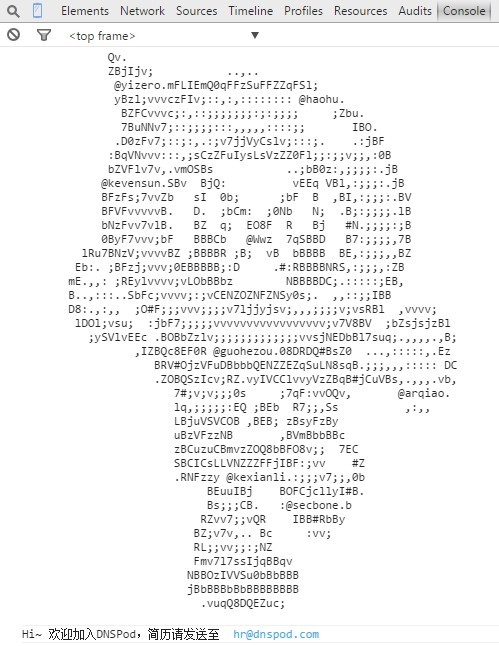 Elements Network Sources Timeline Profiles Resources Audits Console
<top frame>
Qv.
ZBjIjv; ..,..
@yizero.mFLIEmQ0qFFzSuFFZZqFSl;
yBzl;vvvczFIv;::,:,:::::::: @haohu.
BZFCvvvc;:,::;;;;;;;:;:;;;; ;Zbu.
7BuNNv7;::;;;;:::,,,,,::::;; IBO.
.D0zFv7;::;:,.:;v7jjVyCslv;:::;. .:jBF
:BqVNvvv:::,;sCzZFuIysLsVzZZ0Fl;;:;;v;;,:0B
bZVFlv7v,.vmOSBs ..;bB0z:,;;;;:.jB
@kevensun.SBv BjQ: vEEq VBl,:;;;:.jB
BFzFs;7vvZb sI 0b; ;bF B ,BI,:;;;:.BV
BFVFvvvvvB. D. ;bCm: ;0Nb N; .B;:;;;;.lB
bNzFvv7vlB. BZ q; EO8F R Bj #N.;;;;:;B
0ByF7vvv;bF BBBCb @Wwz 7qSBBD B7:;;;;,7B
lRu7BNzV;vvvvBZ ;BBBBR ;B; vB bBBBB BE,:;;;,,BZ
Eb:. ;BFzj;vvv;0EBBBBB;:D .#:RBBBBNRS,:;;;,:ZB
mE.,,: ;REylvvvv;vLObBBbz NBBBBDC;.:::::;EB,
B..,:::..SbFc;vvvv;:;vCENZOZNFZNSy0s;. ,,::;;IBB
D8:.,:,, ;O#F;;;vvv;;;;v7ljjyjsv;,,,;;;;v;vsRBl ,vvvv;
lDOl;vsu; :jbF7;;;;;vvvvvvvvvvvvvvvvv;v7V8BV ;bZsjsjzBl
;ySVlvEEc .BOBbZzlv;;;;;;;;;;;;;vvvsjNEDbBl7suq;.,,,,.,B;
,IZBQc8EF0R @guohezou.08DRDQ#BsZ0 ...,:::::,.Ez
BRV#OjzVFuDBbbbQENZZEZqSuLN8sqB.;;;,,,::::: DC
.ZOBQSzIcv;RZ.vyIVCClvvyVzZBqB#jCuVBs,.,,,.vb,
7#;v;v;;;0s ;7qF:vvOQv, @arqiao.
lq,;;;;;:EQ ;BEb R7;;,Ss ,:,,
LBjuVSVCOB ,BEB; zBsyFzBy
uBzVFzzNB ,BVmBbbBBc
zBCuzuCBmvzZOQ8bBFO8v;; 7EC
SBCICsLLVNZZZFFjIBF:;vv #Z
.RNFzzy @kexianli.:;;;v7;;,0b
BEuuIBj BOFCjcllyI#B.
Bs;;;CB. :@secbone.b
RZvv7;;vQR IBB#RbBy
BZ;v7v,.. Bc :vv;
RL;;vv;;:;NZ
Fmv7l7ssIjqBBqv
NBBOzIVVSu0bBbBBB
jBbBBBbBbBBBBBBBB
.vuqQ8DQEZuc;
Hi~ 欢迎加入DNSPod，简历请发送至 hr@dnspod.com